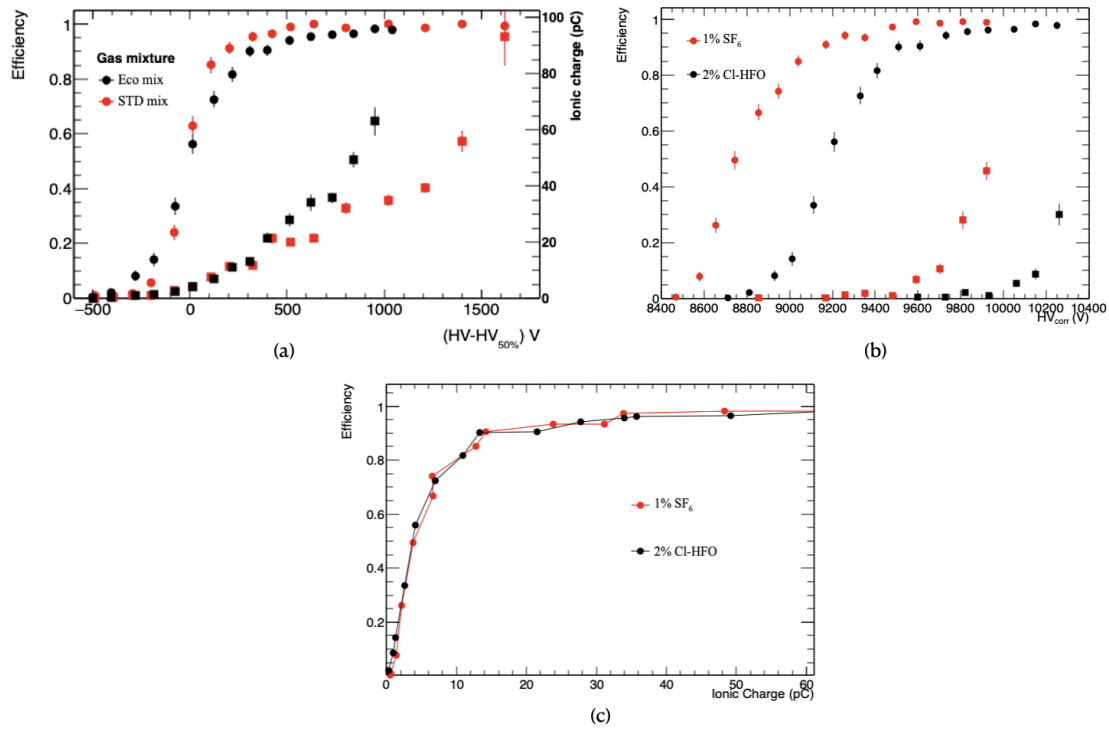 Efficiency
1
0.8
0.6
0.4
0.2
0
Gas mixture
Eco mix
STD mix
100
80
60
40
20
0
Ionic charge (pC)
−500 0 500 1000 1500
(HV-HV50%) V
(a)
Efficiency
1
0.8
0.6
0.4
0.2
0
1% SF6
2% Cl-HFO
8400 8600 8800 9000 9200 9400 9600 9800 10000 10200 10400
HVcorr (V)
(b)
Efficiency
1
0.8
0.6
0.4
0.2
1% SF6
2% Cl-HFO
0 10 20 30 40 50 60
Ionic Charge (pC)
(c)